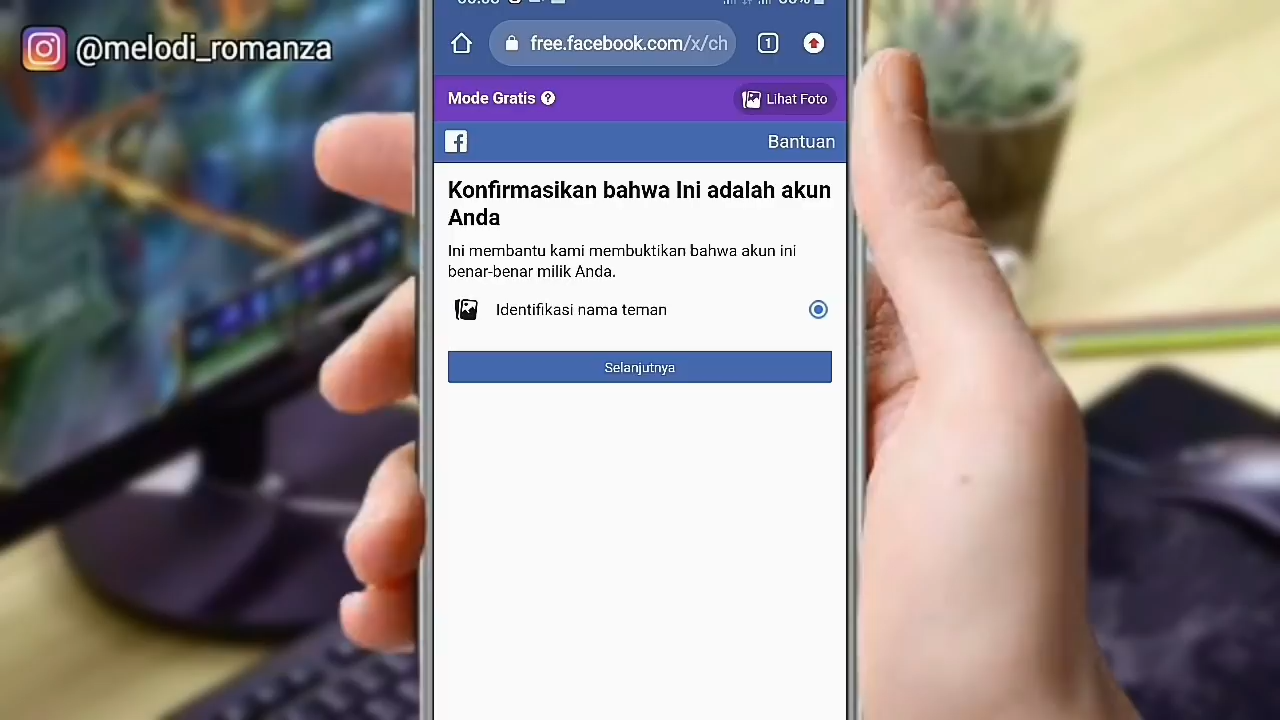 @melodi_romanza
free.facebook.com/x/ch
1
Mode Gratis
Lihat Foto
Bantuan
Konfirmasikan bahwa Ini adalah akun
Anda
Ini membantu kami membuktikan bahwa akun ini
benar-benar milik Anda.
Identifikasi nama teman
Selanjutnya